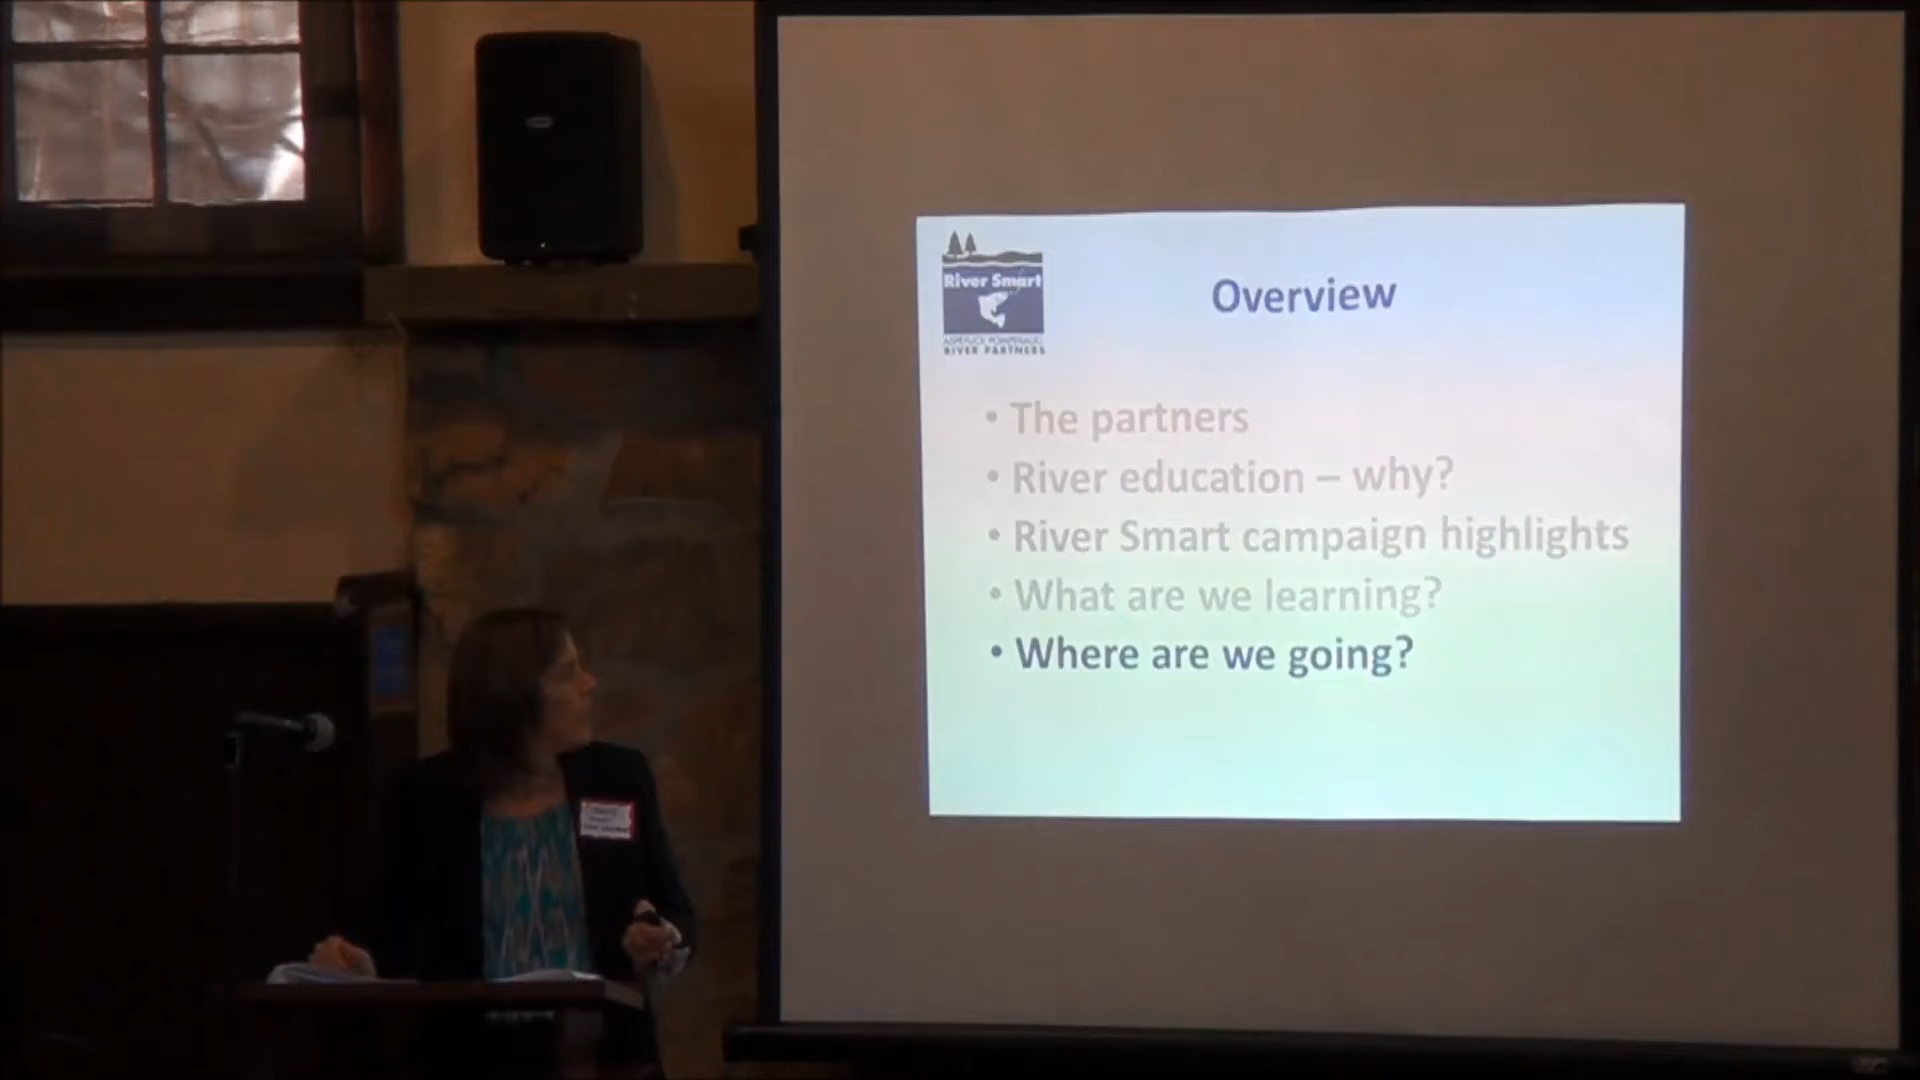 River Smart
ASPETUCK POMPERAUG
RIVER PARTNERS
Overview
• The partners
• River education – why?
• River Smart campaign highlights
• What are we learning?
• Where are we going?